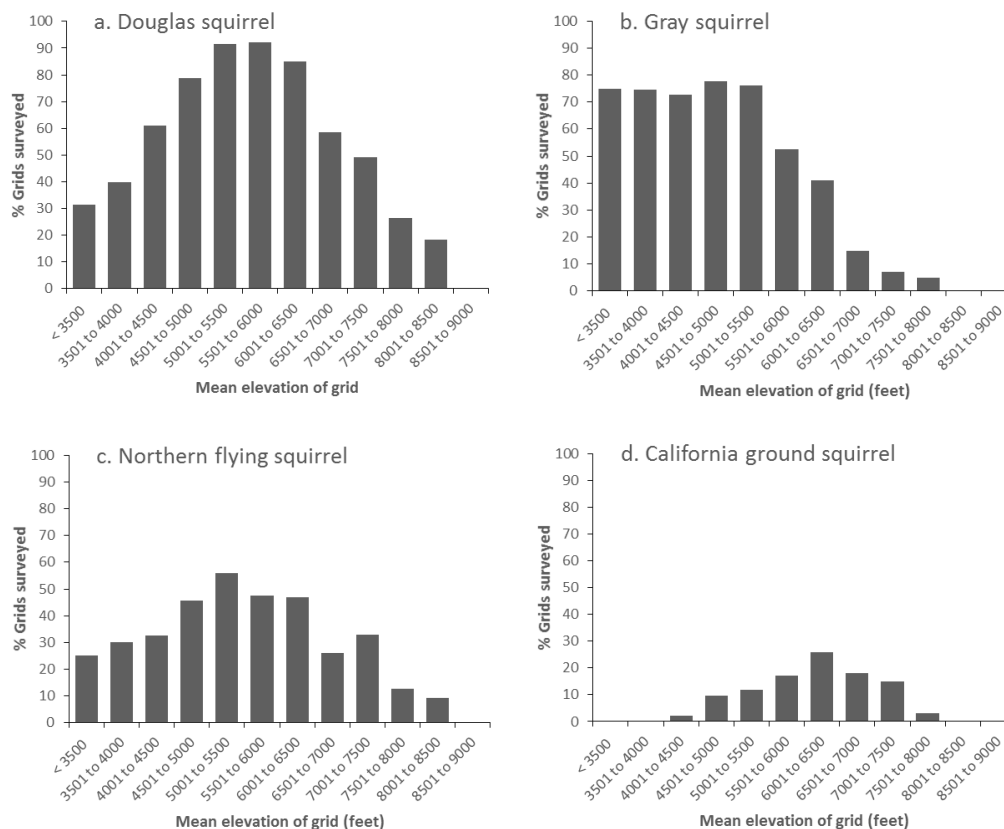 a. Douglas squirrel
% Grids surveyed
100
90
80
70
60
50
40
30
20
10
0
< 3500
3501 to 4000
4001 to 4500
4501 to 5000
5001 to 5500
5501 to 6000
6001 to 6500
6501 to 7000
7001 to 7500
7501 to 8000
8001 to 8500
8501 to 9000
Mean elevation of grid
b. Gray squirrel
% Grids surveyed
100
90
80
70
60
50
40
30
20
10
0
< 3500
3501 to 4000
4001 to 4500
4501 to 5000
5001 to 5500
5501 to 6000
6001 to 6500
6501 to 7000
7001 to 7500
7501 to 8000
8001 to 8500
8501 to 9000
Mean elevation of grid (feet)
c. Northern flying squirrel
% Grids surveyed
100
90
80
70
60
50
40
30
20
10
0
< 3500
3501 to 4000
4001 to 4500
4501 to 5000
5001 to 5500
5501 to 6000
6001 to 6500
6501 to 7000
7001 to 7500
7501 to 8000
8001 to 8500
8501 to 9000
Mean elevation of grid (feet)
d. California ground squirrel
% Grids surveyed
100
90
80
70
60
50
40
30
20
10
0
< 3500
3501 to 4000
4001 to 4500
4501 to 5000
5001 to 5500
5501 to 6000
6001 to 6500
6501 to 7000
7001 to 7500
7501 to 8000
8001 to 8500
8501 to 9000
Mean elevation of grid (feet)